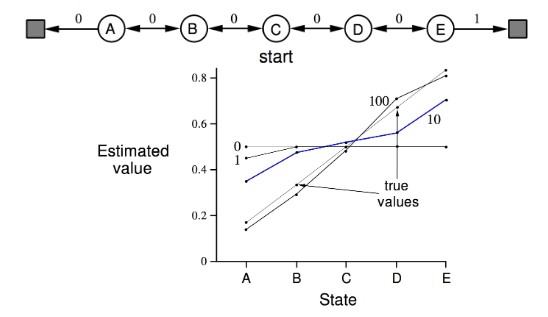 0 0 0 0 0 1
A B C D E
start
0.8
100
0.6
10
0
1
Estimated
value
0.4
true
values
0.2
0
A B C D E
State